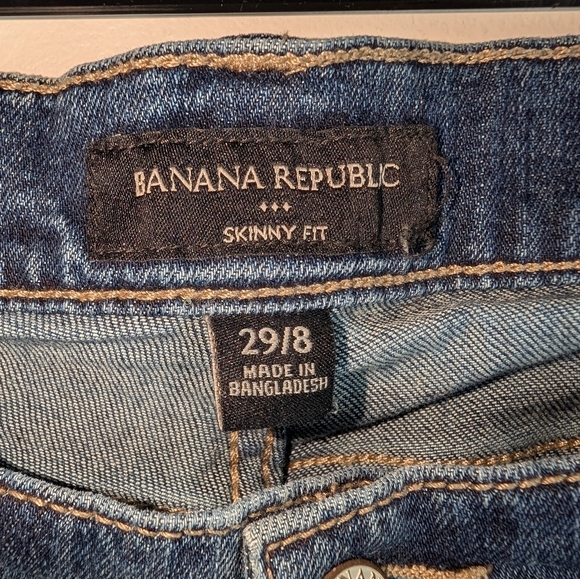 BANANA REPUBLIC
SKINNY FIT
29/8
MADE IN
BANGLADESH